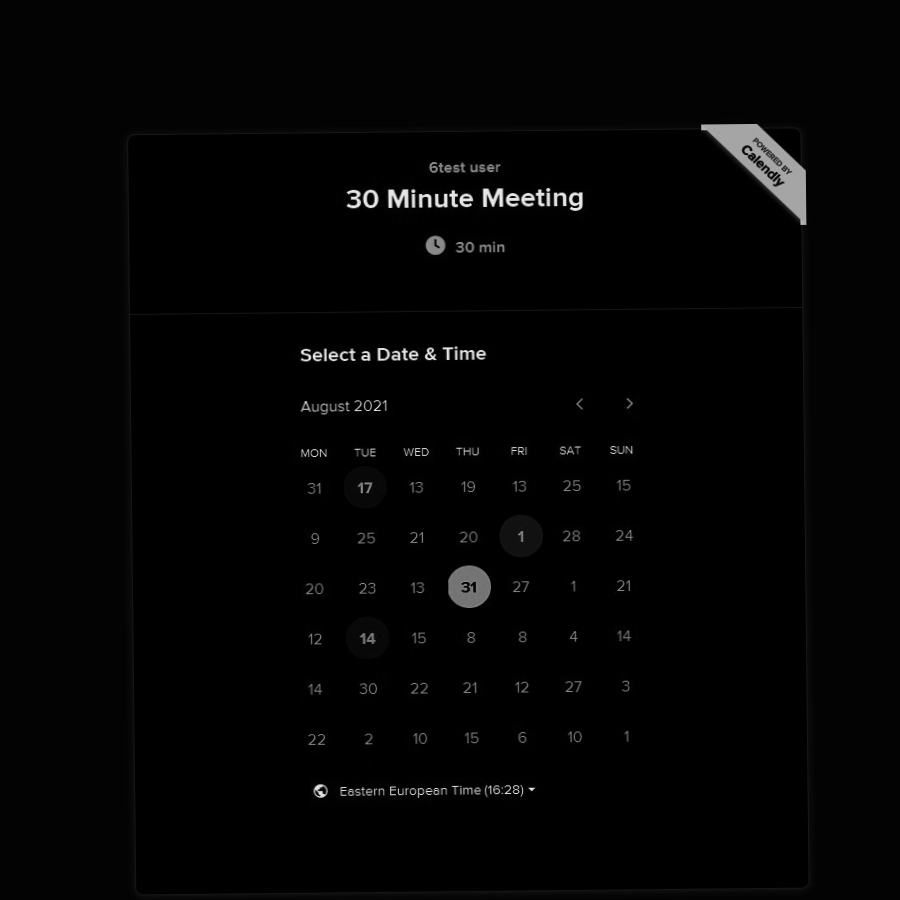 POWERED BY
Calendly
6test user
30 Minute Meeting
30 min
Select a Date & Time
August 2021
MON TUE WED THU FRI SAT SUN
31 17 13 19 13 25 15
9 25 21 20 1 28 24
20 23 13 31 27 1 21
12 14 15 8 8 4 14
14 30 22 21 12 27 3
22 2 10 15 6 10 1
Eastern European Time (16:28)